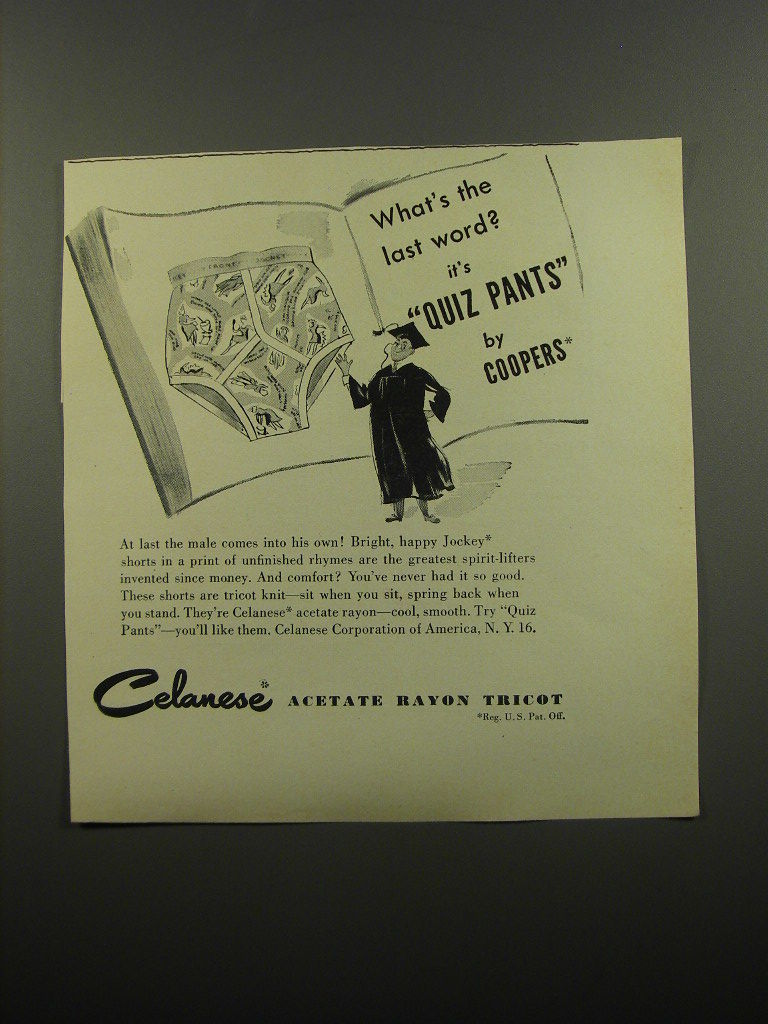 What's the
last word?
it's
"QUIZ PANTS"
by
COOPERS*
At last the male comes into his own! Bright, happy Jockey*
shorts in a print of unfinished rhymes are the greatest spirit-lifters
invented since money. And comfort? You've never had it so good.
These shorts are tricot knit—sit when you sit, spring back when
you stand. They're Celanese* acetate rayon—cool, smooth. Try "Quiz
Pants"—you'll like them. Celanese Corporation of America, N. Y. 16.
Celanese* ACETATE RAYON TRICOT
*Reg. U. S. Pat. Off.